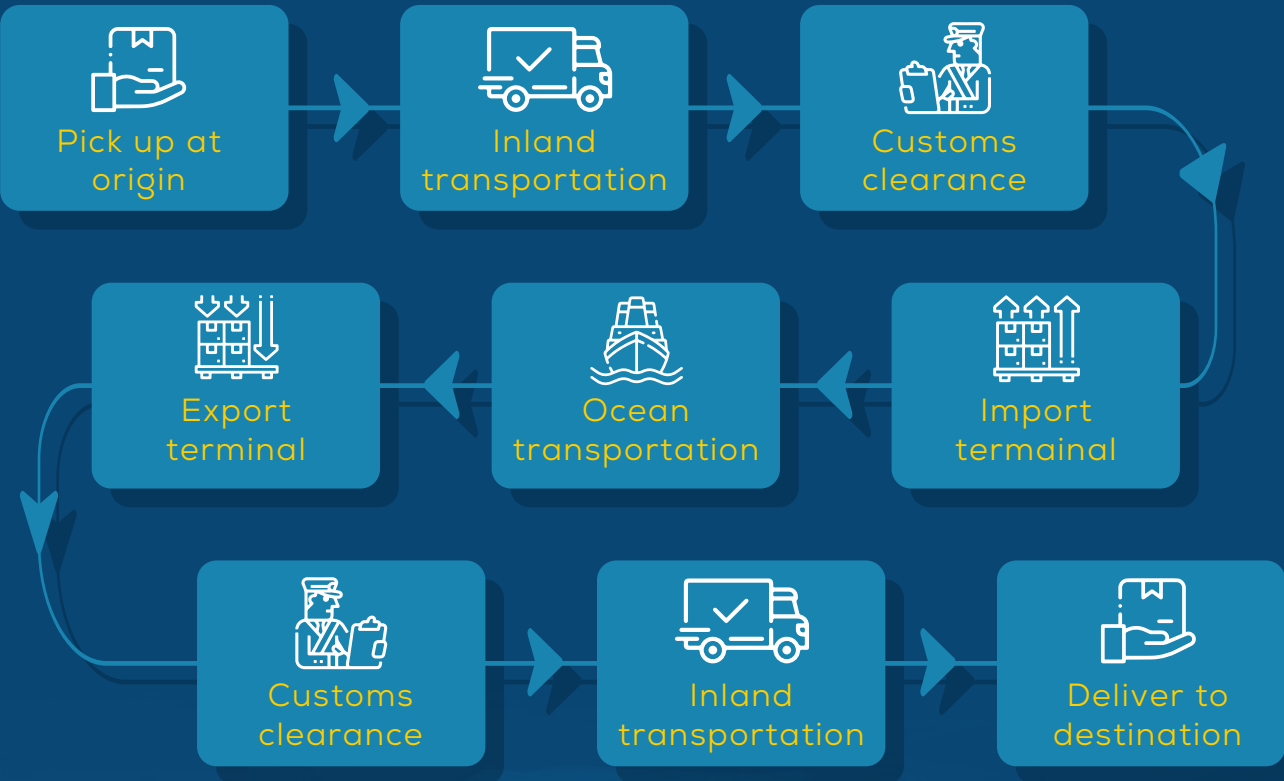 Pick up at
origin
Inland
transportation
Customs
clearance
Import
termainal
Ocean
transportation
Export
terminal
Customs
clearance
Inland
transportation
Deliver to
destination